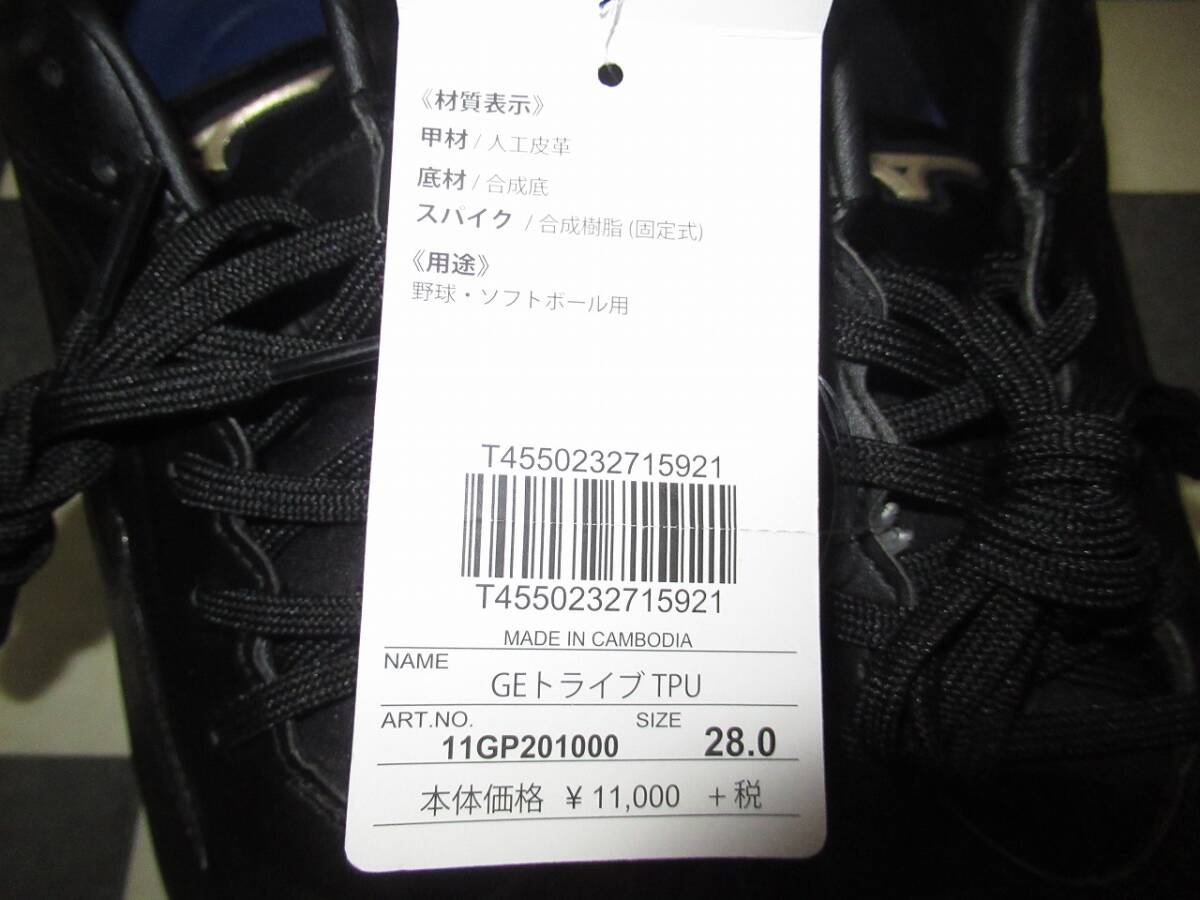 《材質表示》
甲材 / 人工皮革
底材 / 合成底
スパイク / 合成樹脂 (固定式)
《用途》
野球・ソフトボール用
T4550232715921
T4550232715921
MADE IN CAMBODIA
NAME
GEトライブ TPU
ART.NO. SIZE
11GP201000 28.0
本体価格 ¥ 11,000 + 税